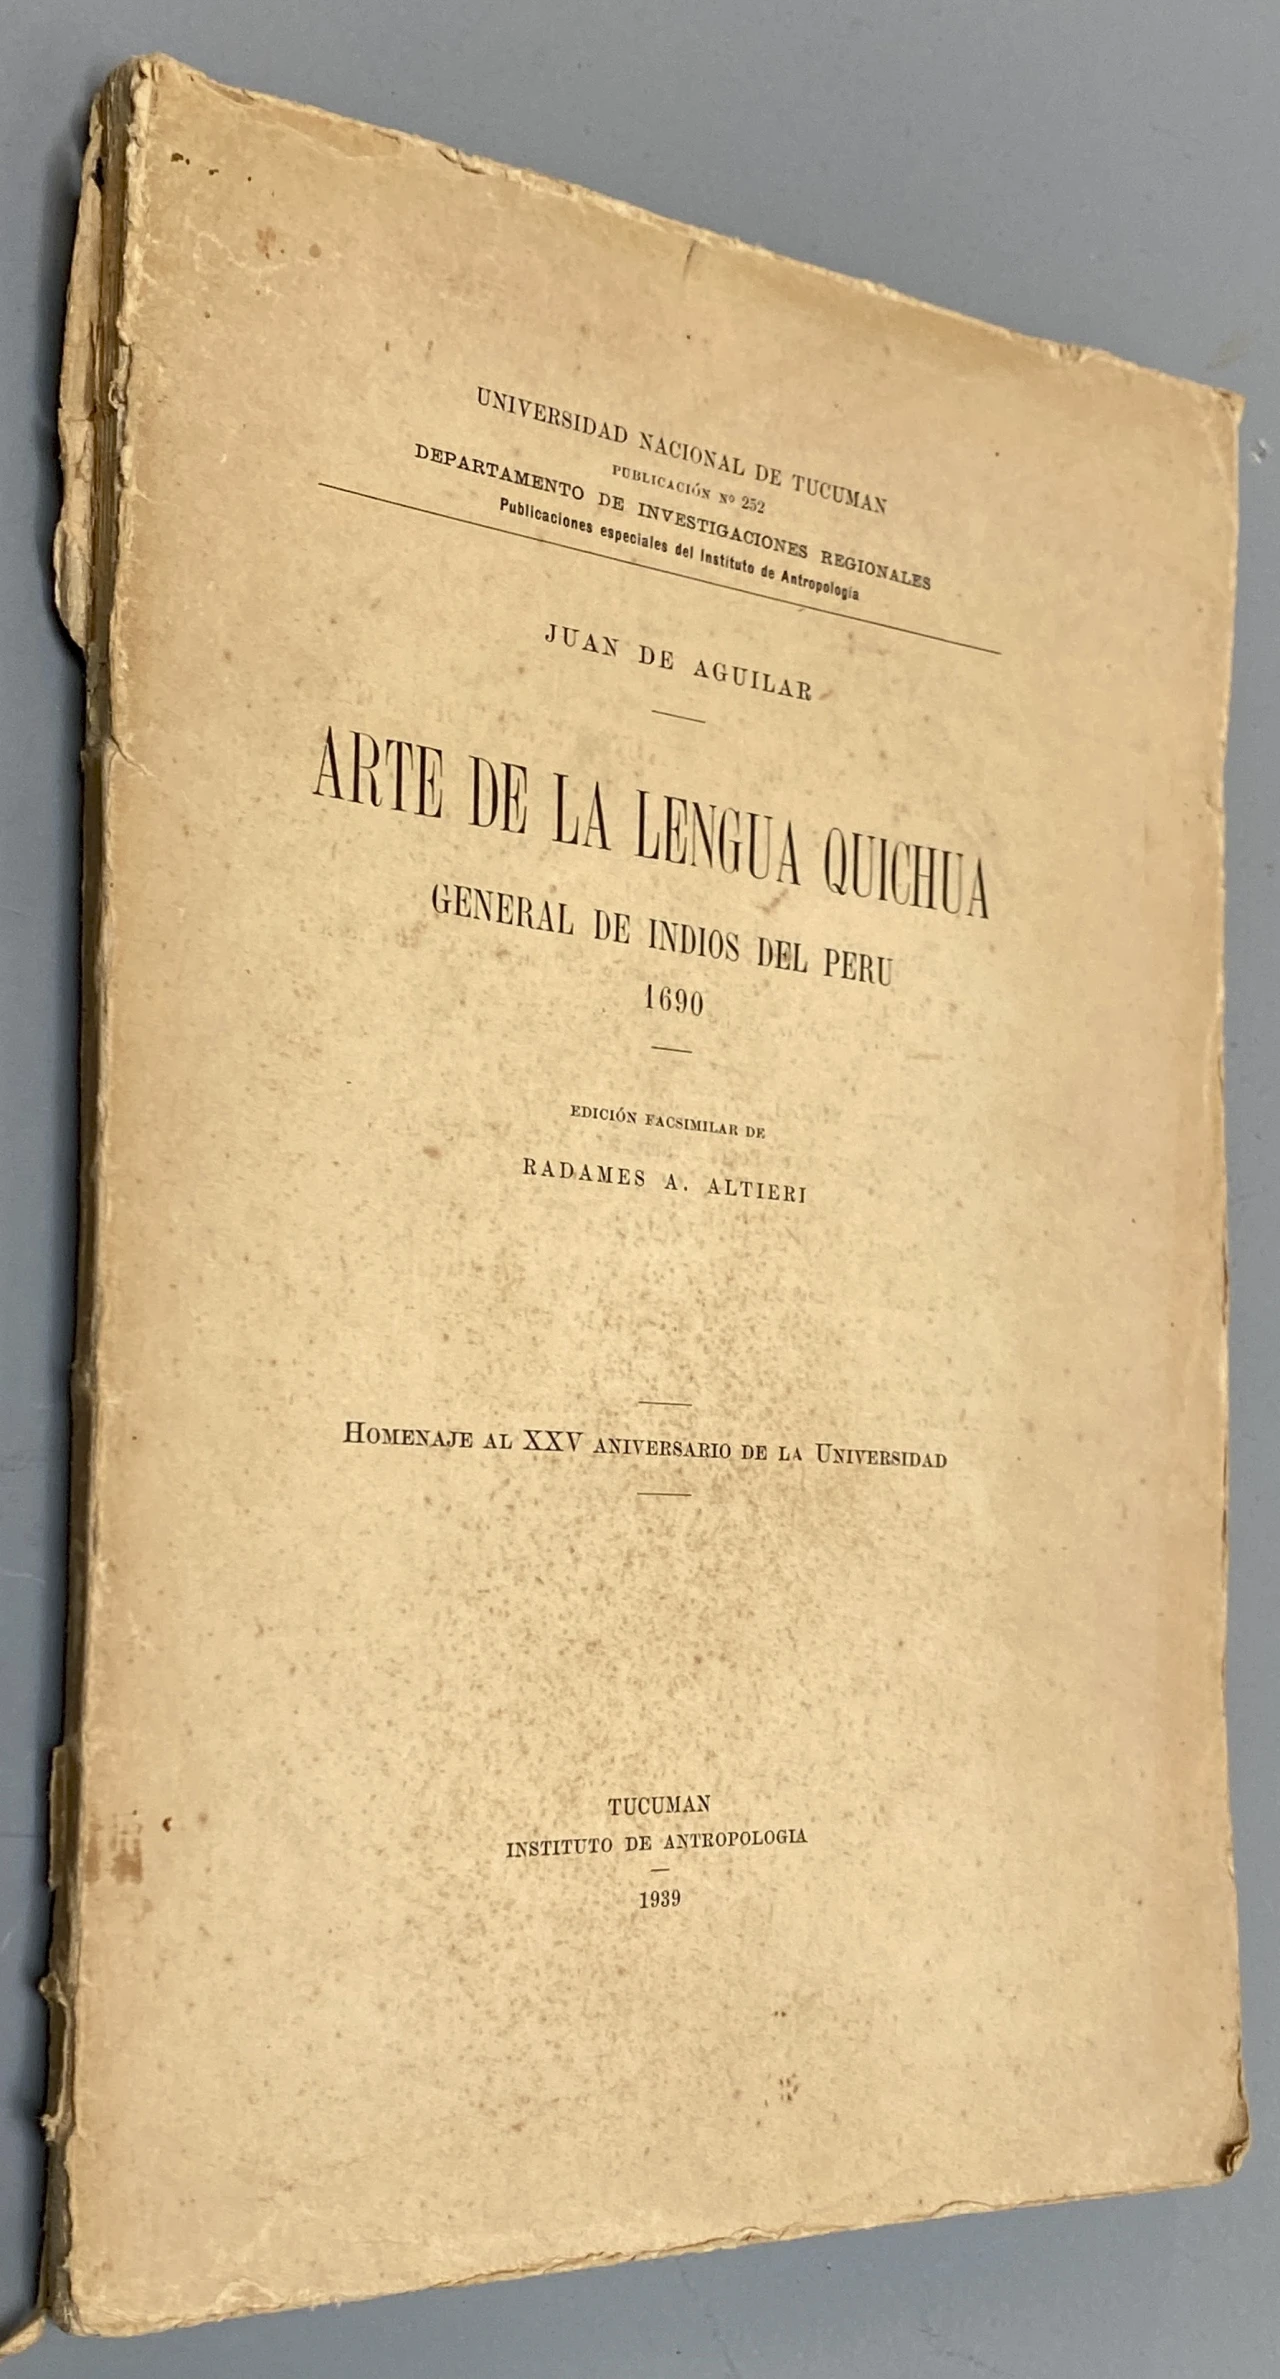 UNIVERSIDAD NACIONAL DE TUCUMAN
PUBLICACIÓN Nº 252
DEPARTAMENTO DE INVESTIGACIONES REGIONALES
Publicaciones especiales del Instituto de Antropología
JUAN DE AGUILAR
ARTE DE LA LENGUA QUICHUA
GENERAL DE INDIOS DEL PERU
1690
EDICIÓN FACSIMILAR DE
RADAMES A. ALTIERI
HOMENAJE AL XXV ANIVERSARIO DE LA UNIVERSIDAD
TUCUMAN
INSTITUTO DE ANTROPOLOGIA
1939